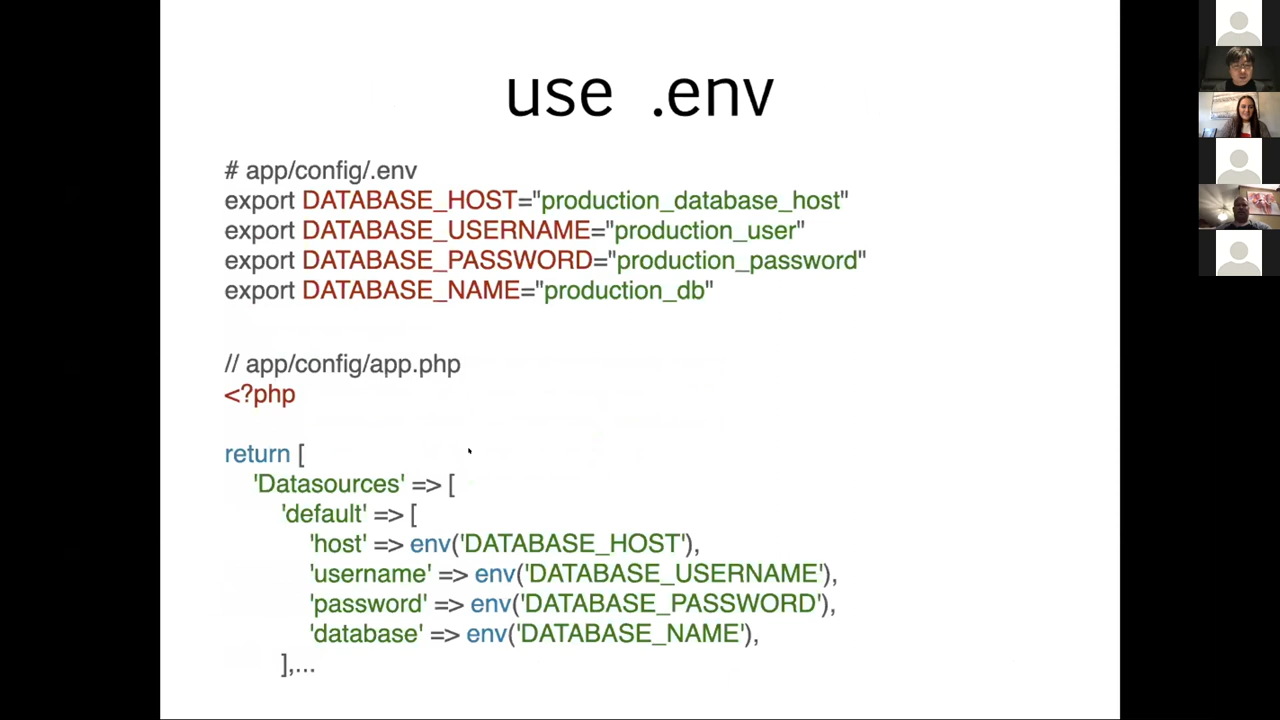 use .env
# app/config/.env
export DATABASE_HOST="production_database_host"
export DATABASE_USERNAME="production_user"
export DATABASE_PASSWORD="production_password"
export DATABASE_NAME="production_db"
// app/config/app.php
<?php
return [
'Datasources' => [
'default' => [
'host' => env('DATABASE_HOST'),
'username' => env('DATABASE_USERNAME'),
'password' => env('DATABASE_PASSWORD'),
'database' => env('DATABASE_NAME'),
],...